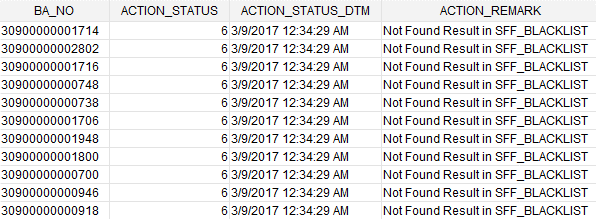 BA_NO ACTION_STATUS ACTION_STATUS_DTM ACTION_REMARK
30900000001714 6 3/9/2017 12:34:29 AM Not Found Result in SFF_BLACKLIST
30900000002802 6 3/9/2017 12:34:29 AM Not Found Result in SFF_BLACKLIST
30900000001716 6 3/9/2017 12:34:29 AM Not Found Result in SFF_BLACKLIST
30900000000748 6 3/9/2017 12:34:29 AM Not Found Result in SFF_BLACKLIST
30900000000738 6 3/9/2017 12:34:29 AM Not Found Result in SFF_BLACKLIST
30900000001706 6 3/9/2017 12:34:29 AM Not Found Result in SFF_BLACKLIST
30900000001948 6 3/9/2017 12:34:29 AM Not Found Result in SFF_BLACKLIST
30900000001800 6 3/9/2017 12:34:29 AM Not Found Result in SFF_BLACKLIST
30900000000700 6 3/9/2017 12:34:29 AM Not Found Result in SFF_BLACKLIST
30900000000946 6 3/9/2017 12:34:29 AM Not Found Result in SFF_BLACKLIST
30900000000918 6 3/9/2017 12:34:29 AM Not Found Result in SFF_BLACKLIST